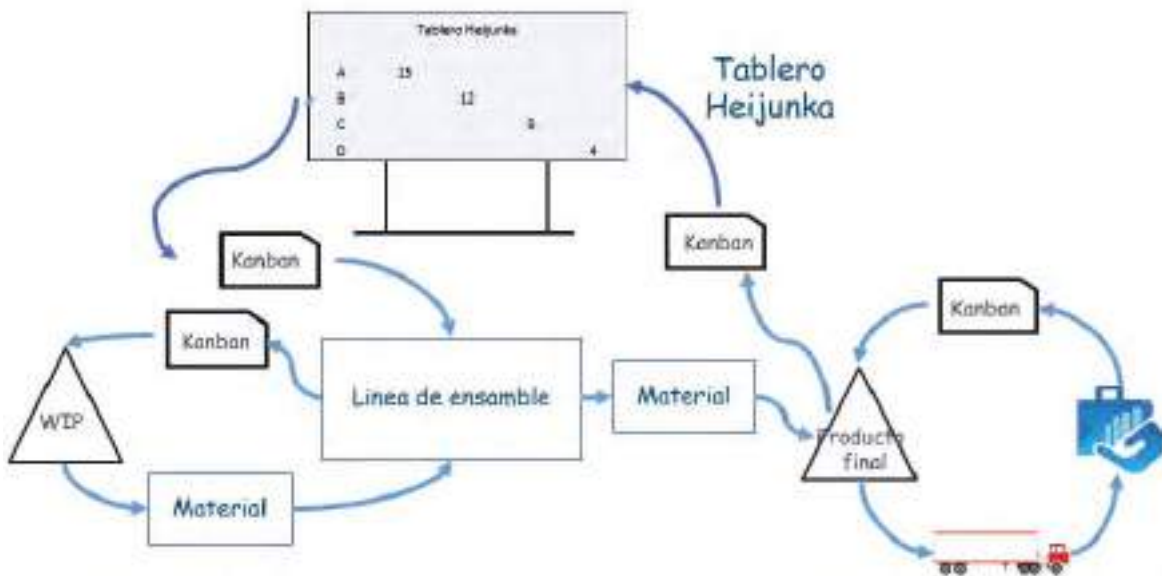 Tablero Heijunka
A 15
B 12
C
D 4
Tablero
Heijunka
Kanban
Kanban
Kanban
Kanban
WIP
Linea de ensamble
Material
Producto
final
Material